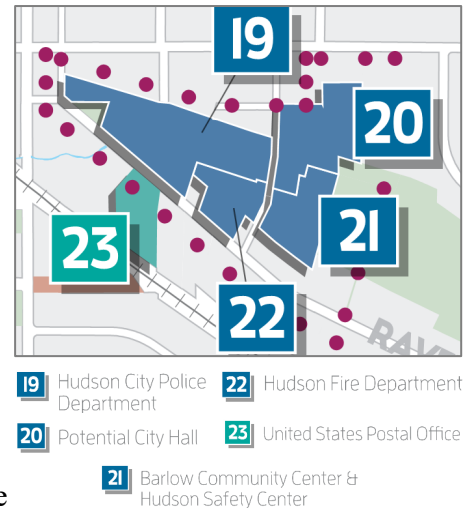 19
20
21
22
23
RAVE
19 Hudson City Police
Department
22 Hudson Fire Department
20 Potential City Hall
23 United States Postal Office
21 Barlow Community Center &
Hudson Safety Center
e